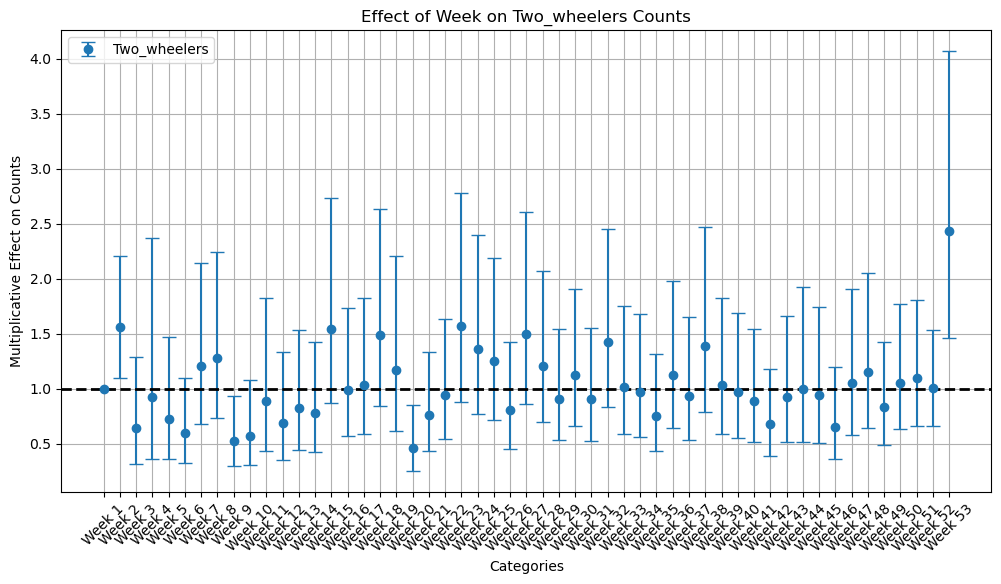 Effect of Week on Two_wheelers Counts
Two_wheelers
Multiplicative Effect on Counts
4.0
3.5
3.0
2.5
2.0
1.5
1.0
0.5
Week 1
Week 2
Week 3
Week 4
Week 5
Week 6
Week 7
Week 8
Week 9
Week 10
Week 11
Week 12
Week 13
Week 14
Week 15
Week 16
Week 17
Week 18
Week 19
Week 20
Week 21
Week 22
Week 23
Week 24
Week 25
Week 26
Week 27
Week 28
Week 29
Week 30
Week 31
Week 32
Week 33
Week 34
Week 35
Week 36
Week 37
Week 38
Week 39
Week 40
Week 41
Week 42
Week 43
Week 44
Week 45
Week 46
Week 47
Week 48
Week 49
Week 50
Week 51
Week 52
Week 53
Categories